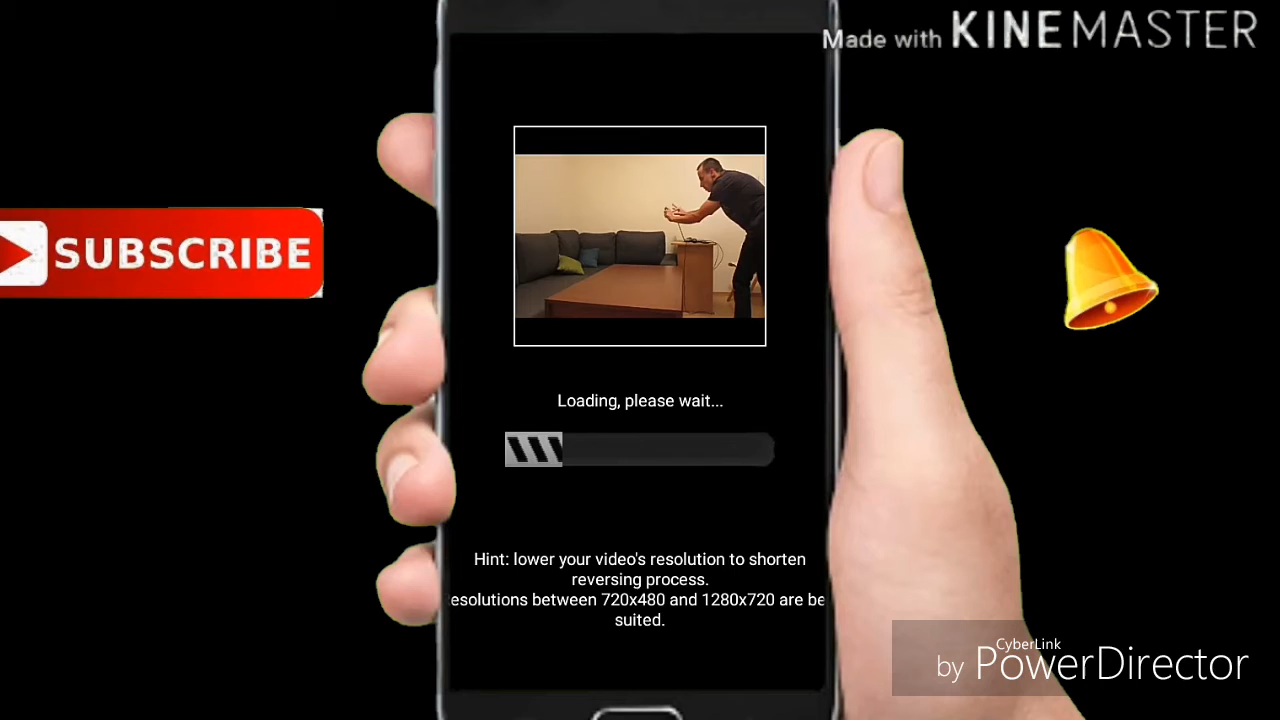 Made with KINEMASTER
SUBSCRIBE
Loading, please wait...
Hint: lower your video's resolution to shorten
reversing process.
esolutions between 720x480 and 1280x720 are be
suited.
CyberLink
by PowerDirector